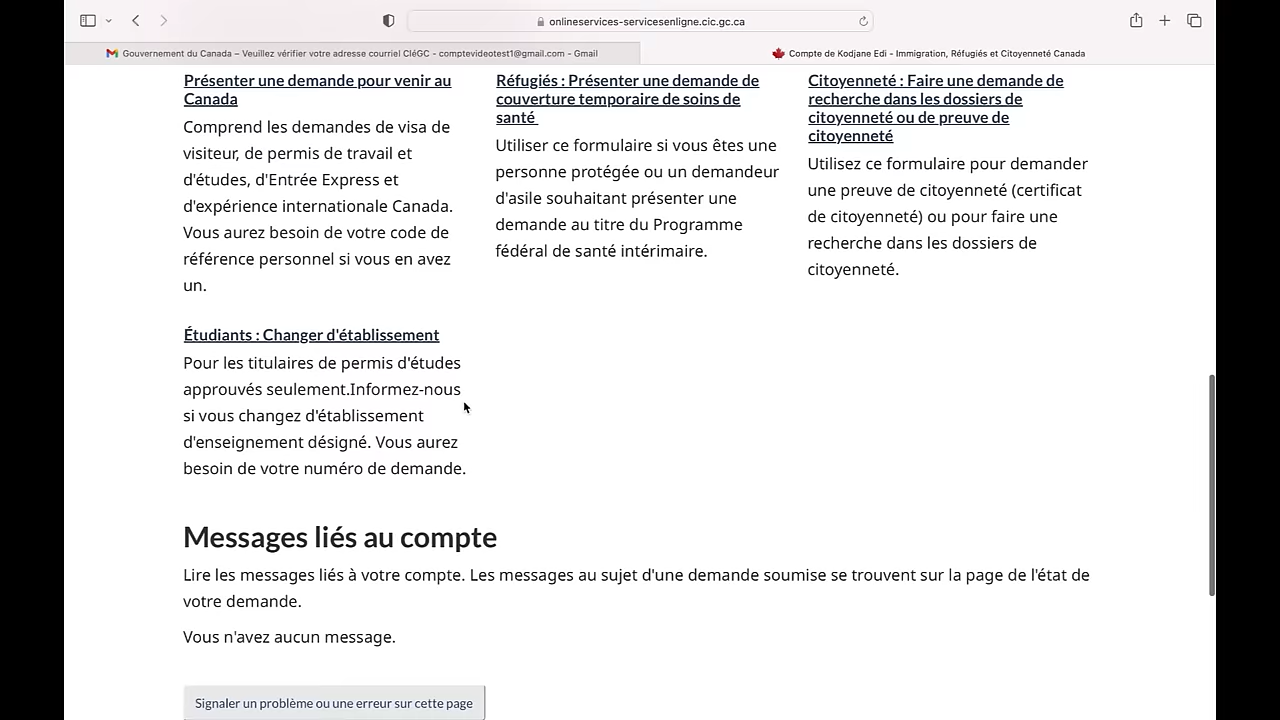 onlineservices-servicesenligne.cic.gc.ca
Gouvernement du Canada – Veuillez vérifier votre adresse courriel CléGC - comptevideotest1@gmail.com - Gmail
Compte de Kodjane Edi - Immigration, Réfugiés et Citoyenneté Canada
Présenter une demande pour venir au
Canada
Comprend les demandes de visa de
visiteur, de permis de travail et
d'études, d'Entrée Express et
d'expérience internationale Canada.
Vous aurez besoin de votre code de
référence personnel si vous en avez
un.
Réfugiés : Présenter une demande de
couverture temporaire de soins de
santé
Utiliser ce formulaire si vous êtes une
personne protégée ou un demandeur
d'asile souhaitant présenter une
demande au titre du Programme
fédéral de santé intérimaire.
Citoyenneté : Faire une demande de
recherche dans les dossiers de
citoyenneté ou de preuve de
citoyenneté
Utilisez ce formulaire pour demander
une preuve de citoyenneté (certificat
de citoyenneté) ou pour faire une
recherche dans les dossiers de
citoyenneté.
Étudiants : Changer d'établissement
Pour les titulaires de permis d'études
approuvés seulement.Informez-nous
si vous changez d'établissement
d'enseignement désigné. Vous aurez
besoin de votre numéro de demande.
Messages liés au compte
Lire les messages liés à votre compte. Les messages au sujet d'une demande soumise se trouvent sur la page de l'état de
votre demande.
Vous n'avez aucun message.
Signaler un problème ou une erreur sur cette page